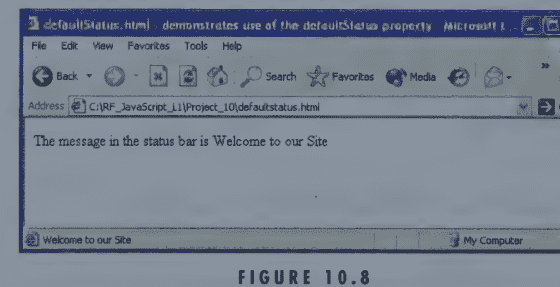 defaultStatus.html - demonstrates use of the defaultStatus property - Microsoft I
File Edit View Favorites Tools Help
Back Search Favorites Media »
Address C:\RF_JavaScript_L1\Project_10\defaultstatus.html
The message in the status bar is Welcome to our Site
Welcome to our Site My Computer
FIGURE 10.8